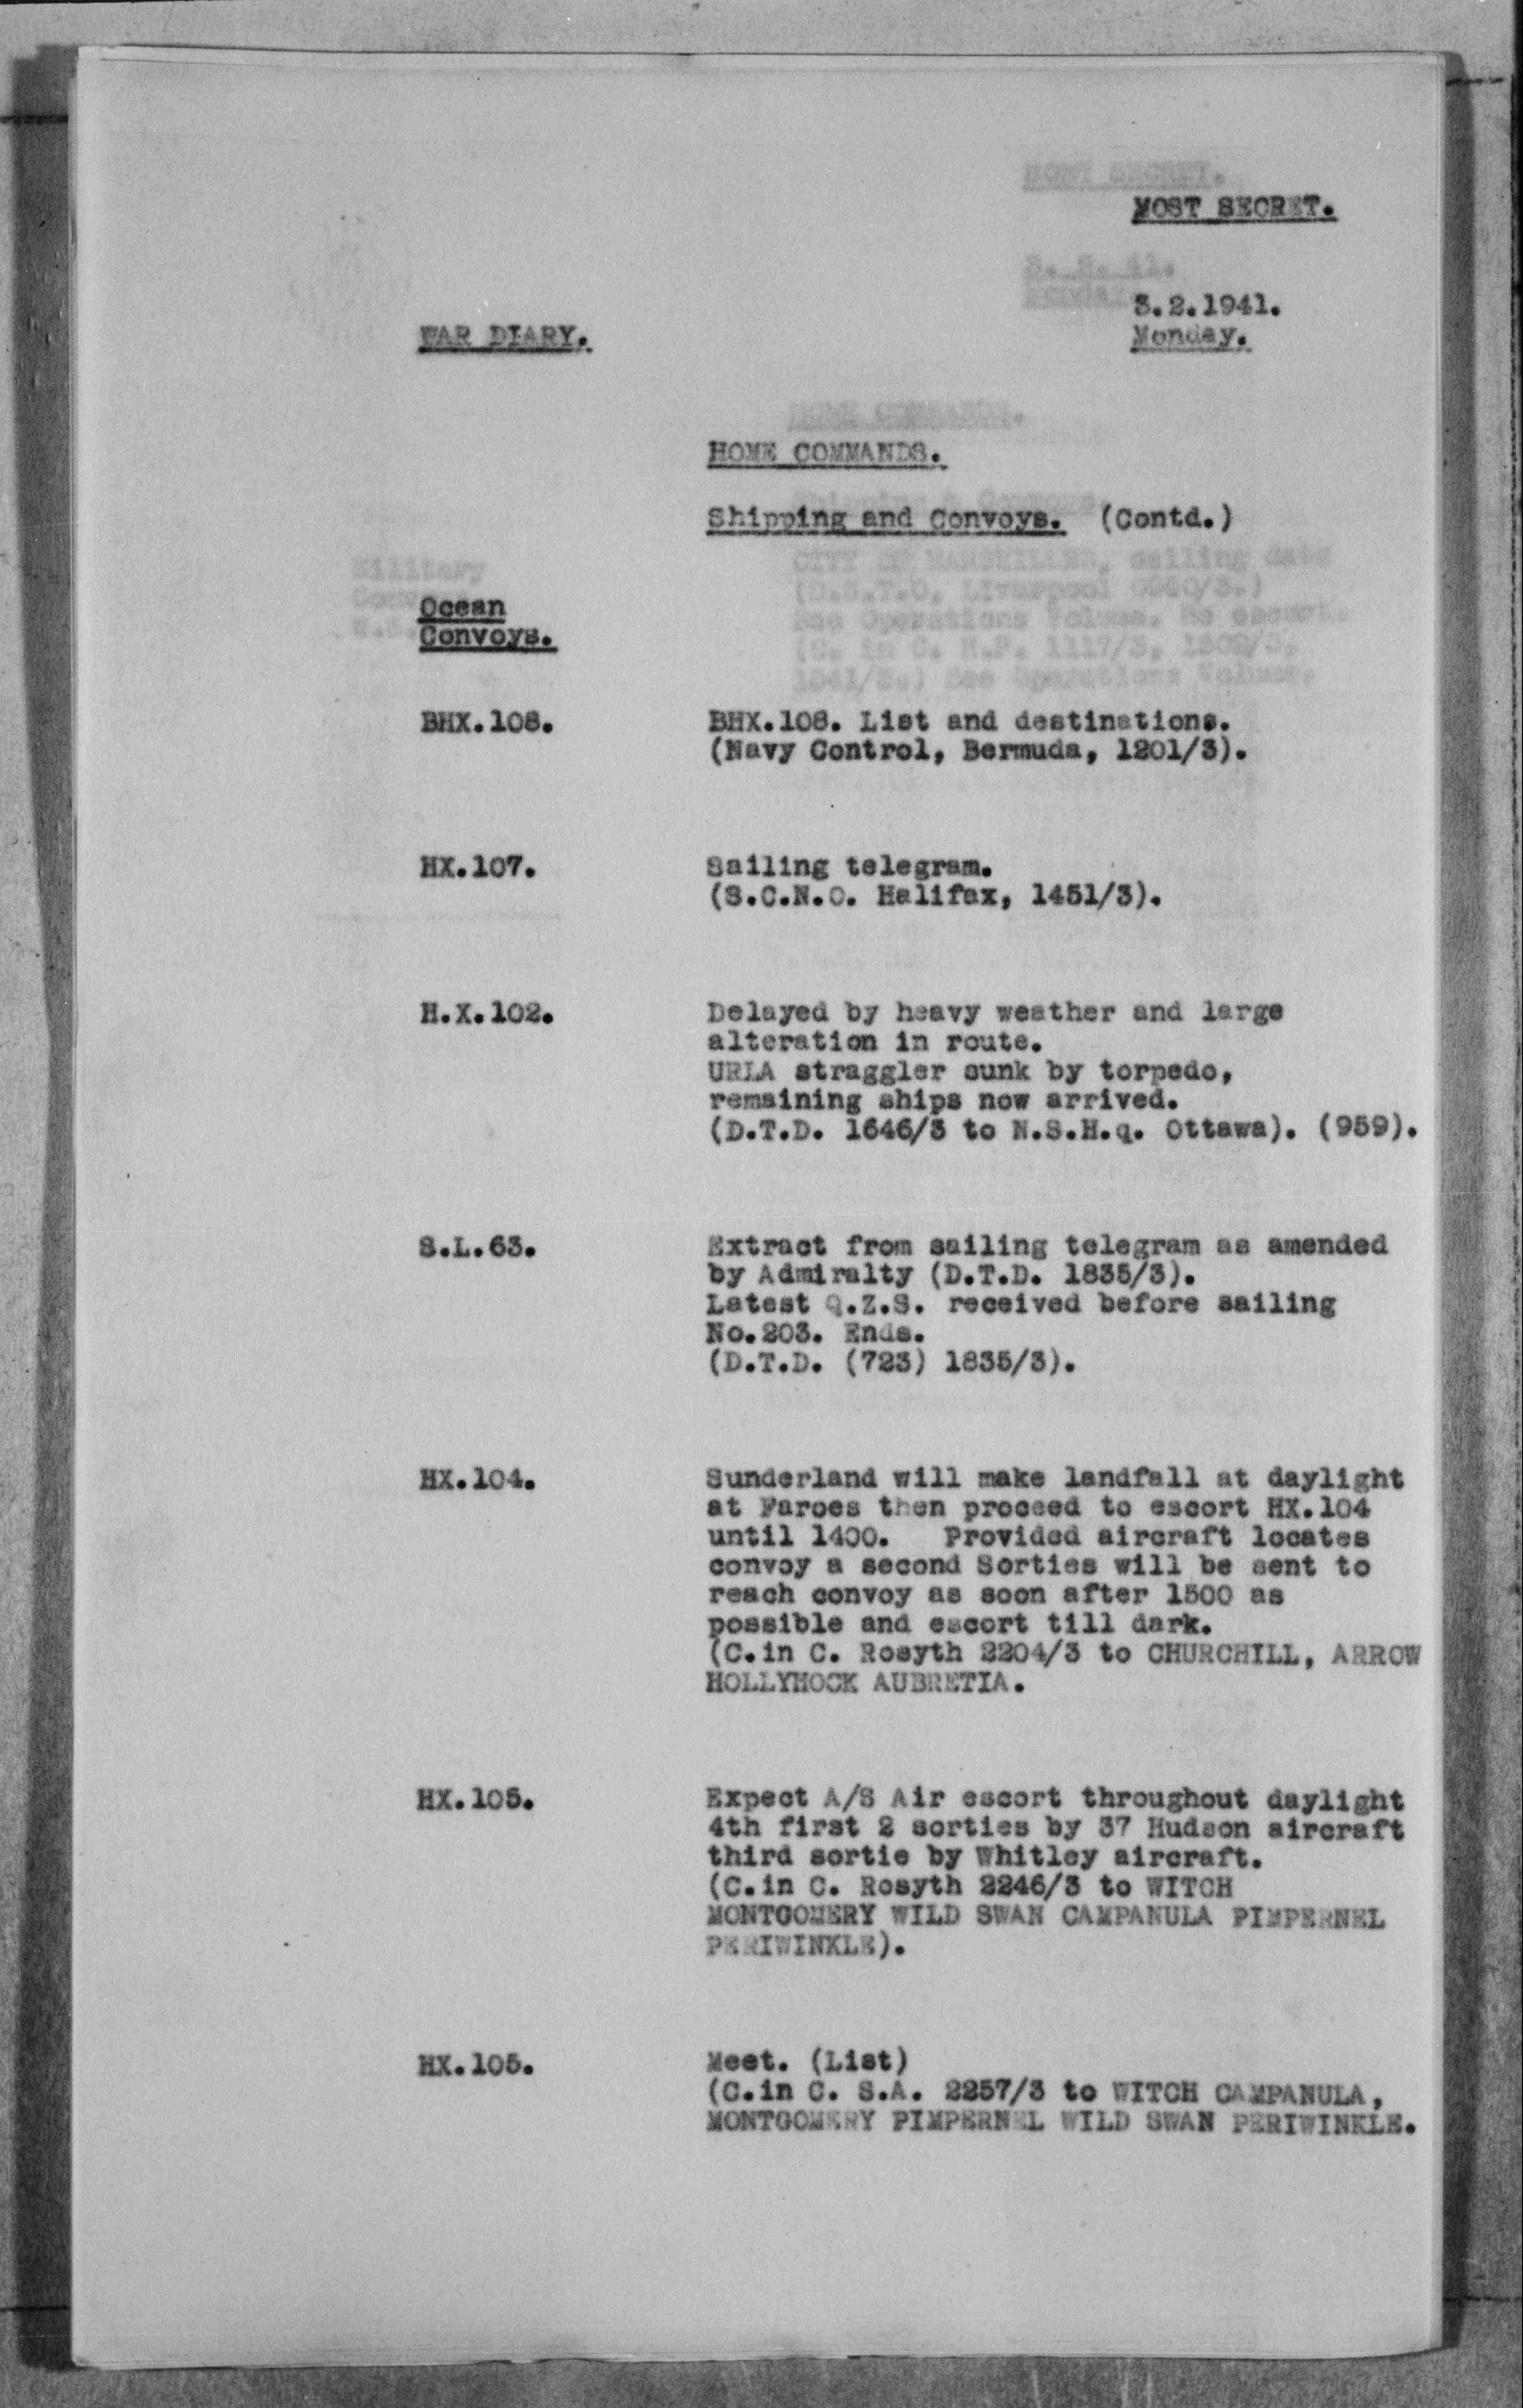 MOST SECRET.
3.2.1941.
WAR DIARY.
Monday.
HOME COMMANDS.
Shipping and Convoys. (Contd.)
Ocean
Convoys.
BHX.108. BHX.108. List and destinations.
(Navy Control, Bermuda, 1201/3).
HX.107. Sailing telegram.
(S.C.N.O. Halifax, 1451/3).
H.X.102. Delayed by heavy weather and large
alteration in route.
URLA straggler sunk by torpedo,
remaining ships now arrived.
(D.T.D. 1646/3 to N.S.H.q. Ottawa). (959).
S.L.63. Extract from sailing telegram as amended
by Admiralty (D.T.D. 1835/3).
Latest Q.Z.S. received before sailing
No.203. Ends.
(D.T.D. (723) 1835/3).
HX.104. Sunderland will make landfall at daylight
at Faroes then proceed to escort HX.104
until 1400. Provided aircraft locates
convoy a second Sorties will be sent to
reach convoy as soon after 1500 as
possible and escort till dark.
(C.in C. Rosyth 2204/3 to CHURCHILL, ARROW
HOLLYHOCK AUBRETIA.
HX.105. Expect A/S Air escort throughout daylight
4th first 2 sorties by 37 Hudson aircraft
third sortie by Whitley aircraft.
(C.in C. Rosyth 2246/3 to WITCH
MONTGOMERY WILD SWAN CAMPANULA PIMPERNEL
PERIWINKLE).
HX.105. Meet. (List)
(C.in C. S.A. 2257/3 to WITCH CAMPANULA,
MONTGOMERY PIMPERNEL WILD SWAN PERIWINKLE.